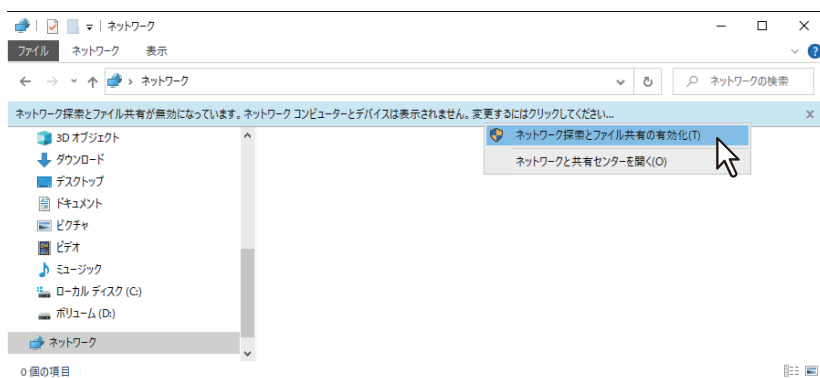 ネットワーク
ファイル ネットワーク 表示
ネットワーク ネットワークの検索
ネットワーク探索とファイル共有が無効になっています。ネットワーク コンピューターとデバイスは表示されません。変更するにはクリックしてください...
ネットワーク探索とファイル共有の有効化(T)
ネットワークと共有センターを開く(O)
3D オブジェクト
ダウンロード
デスクトップ
ドキュメント
ピクチャ
ビデオ
ミュージック
ローカル ディスク (C:)
ボリューム (D:)
ネットワーク
0 個の項目